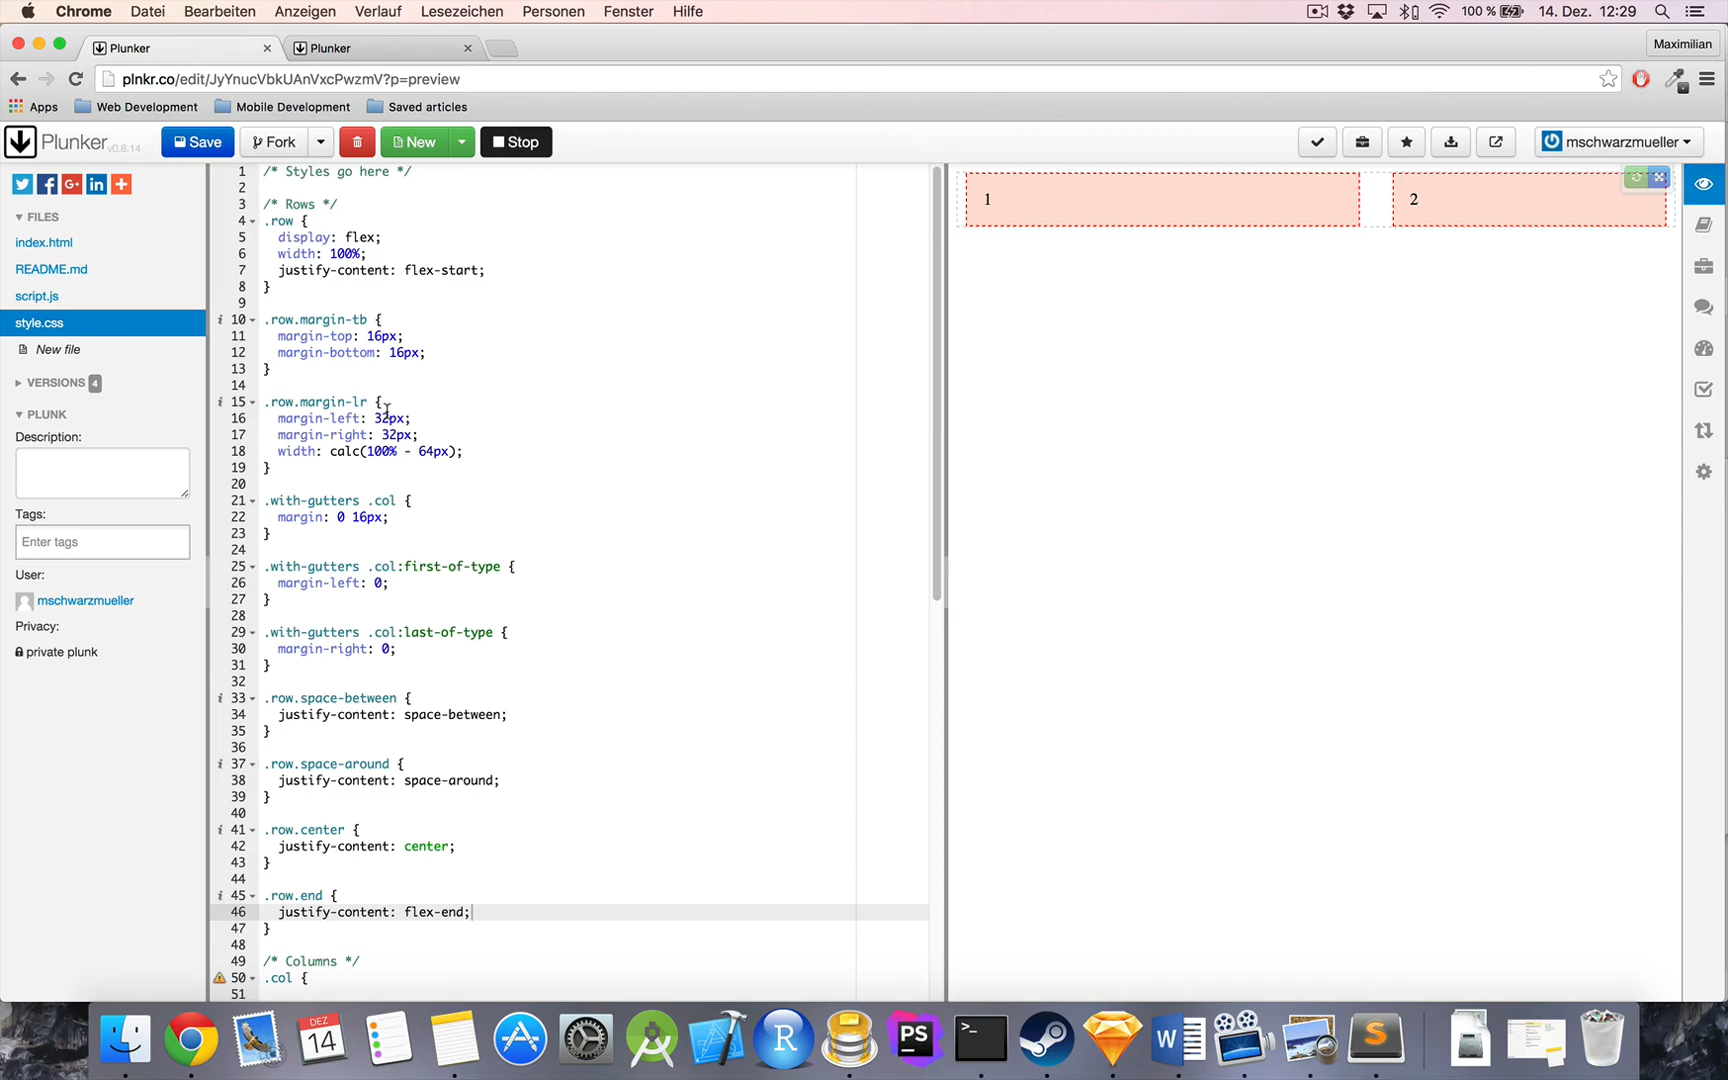 Chrome Datei Bearbeiten Anzeigen Verlauf Lesezeichen Personen Fenster Hilfe 100 % 14. Dez. 12:29
Plunker Plunker Maximilian
plnkr.co/edit/JyYnucVbkUAnVxcPwzmV?p=preview
Apps Web Development Mobile Development Saved articles
Plunker v0.8.14 Save Fork New Stop mschwarzmueller
FILES
index.html
README.md
script.js
style.css
New file
VERSIONS 4
PLUNK
Description:
Tags:
Enter tags
User:
mschwarzmueller
Privacy:
private plunk
1 /* Styles go here */
2
3 /* Rows */
4 .row {
5 display: flex;
6 width: 100%;
7 justify-content: flex-start;
8 }
9
10 .row.margin-tb {
11 margin-top: 16px;
12 margin-bottom: 16px;
13 }
14
15 .row.margin-lr {
16 margin-left: 32px;
17 margin-right: 32px;
18 width: calc(100% - 64px);
19 }
20
21 .with-gutters .col {
22 margin: 0 16px;
23 }
24
25 .with-gutters .col:first-of-type {
26 margin-left: 0;
27 }
28
29 .with-gutters .col:last-of-type {
30 margin-right: 0;
31 }
32
33 .row.space-between {
34 justify-content: space-between;
35 }
36
37 .row.space-around {
38 justify-content: space-around;
39 }
40
41 .row.center {
42 justify-content: center;
43 }
44
45 .row.end {
46 justify-content: flex-end;
47 }
48
49 /* Columns */
50 .col {
51
1 2
DEZ
14
R
PS
>_
W
S